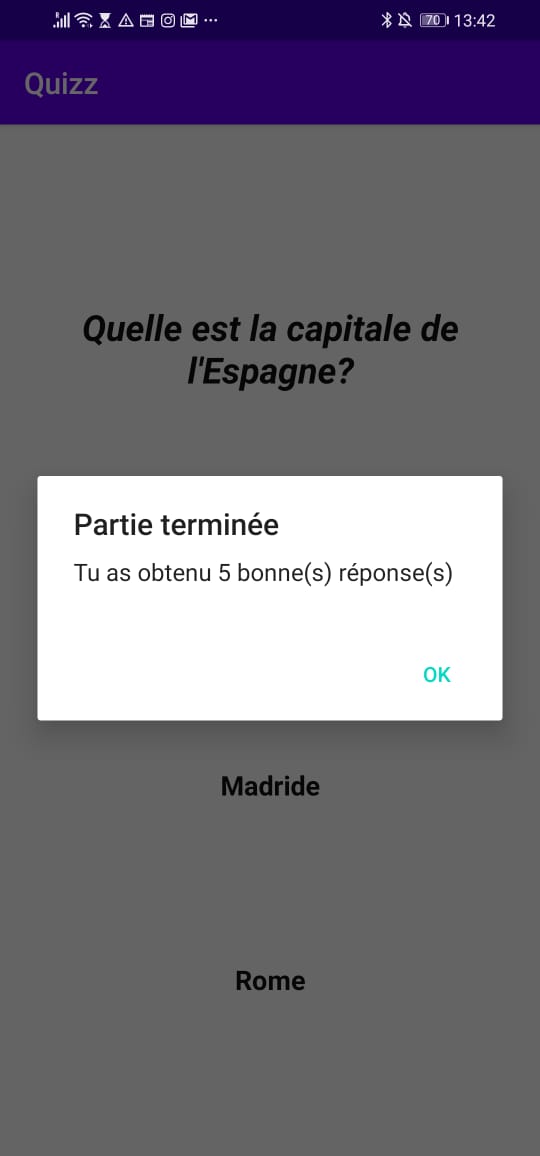 70 13:42
Quizz
Quelle est la capitale de
l'Espagne?
Partie terminée
Tu as obtenu 5 bonne(s) réponse(s)
OK
Madride
Rome